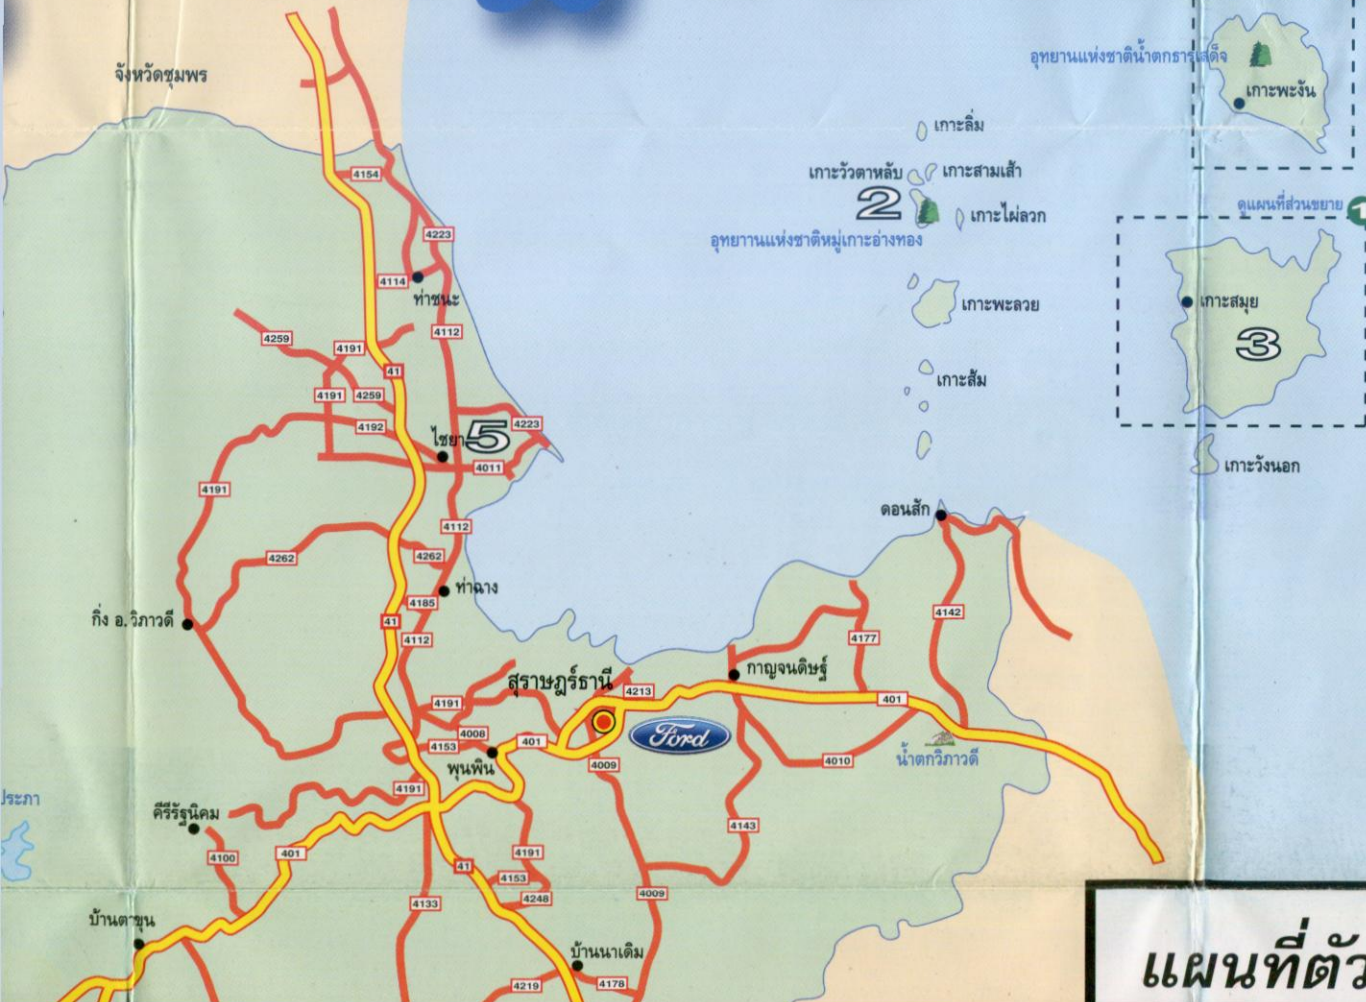 จังหวัดชุมพร
อุทยานแห่งชาติน้ำตกธารเสด็จ
เกาะพะงัน
เกาะลิ่ม
เกาะวัวตาหลับ
เกาะสามเส้า
2
เกาะไผ่ลวก
ดูแผนที่ส่วนขยาย
1
อุทยาานแห่งชาติหมู่เกาะอ่างทอง
4154
4223
4114
ท่าชนะ
เกาะพะลวย
เกาะสมุย
3
4259
4191
4112
41
เกาะส้ม
4191
4259
4192
ไชยา
5
4223
4011
เกาะวังนอก
4191
ดอนสัก
4112
4262
4262
ท่าฉาง
4185
กิ่ง อ.วิภาวดี
41
4112
4142
4177
สุราษฎร์ธานี
กาญจนดิษฐ์
4213
4191
401
4008
4153
401
Ford
พุนพิน
4009
4010
น้ำตกวิภาวดี
4191
ประภา
คีรีรัฐนิคม
4143
4100
401
41
4191
4153
4248
4009
4133
บ้านตาขุน
บ้านนาเดิม
4219
4178
แผนที่ตัว